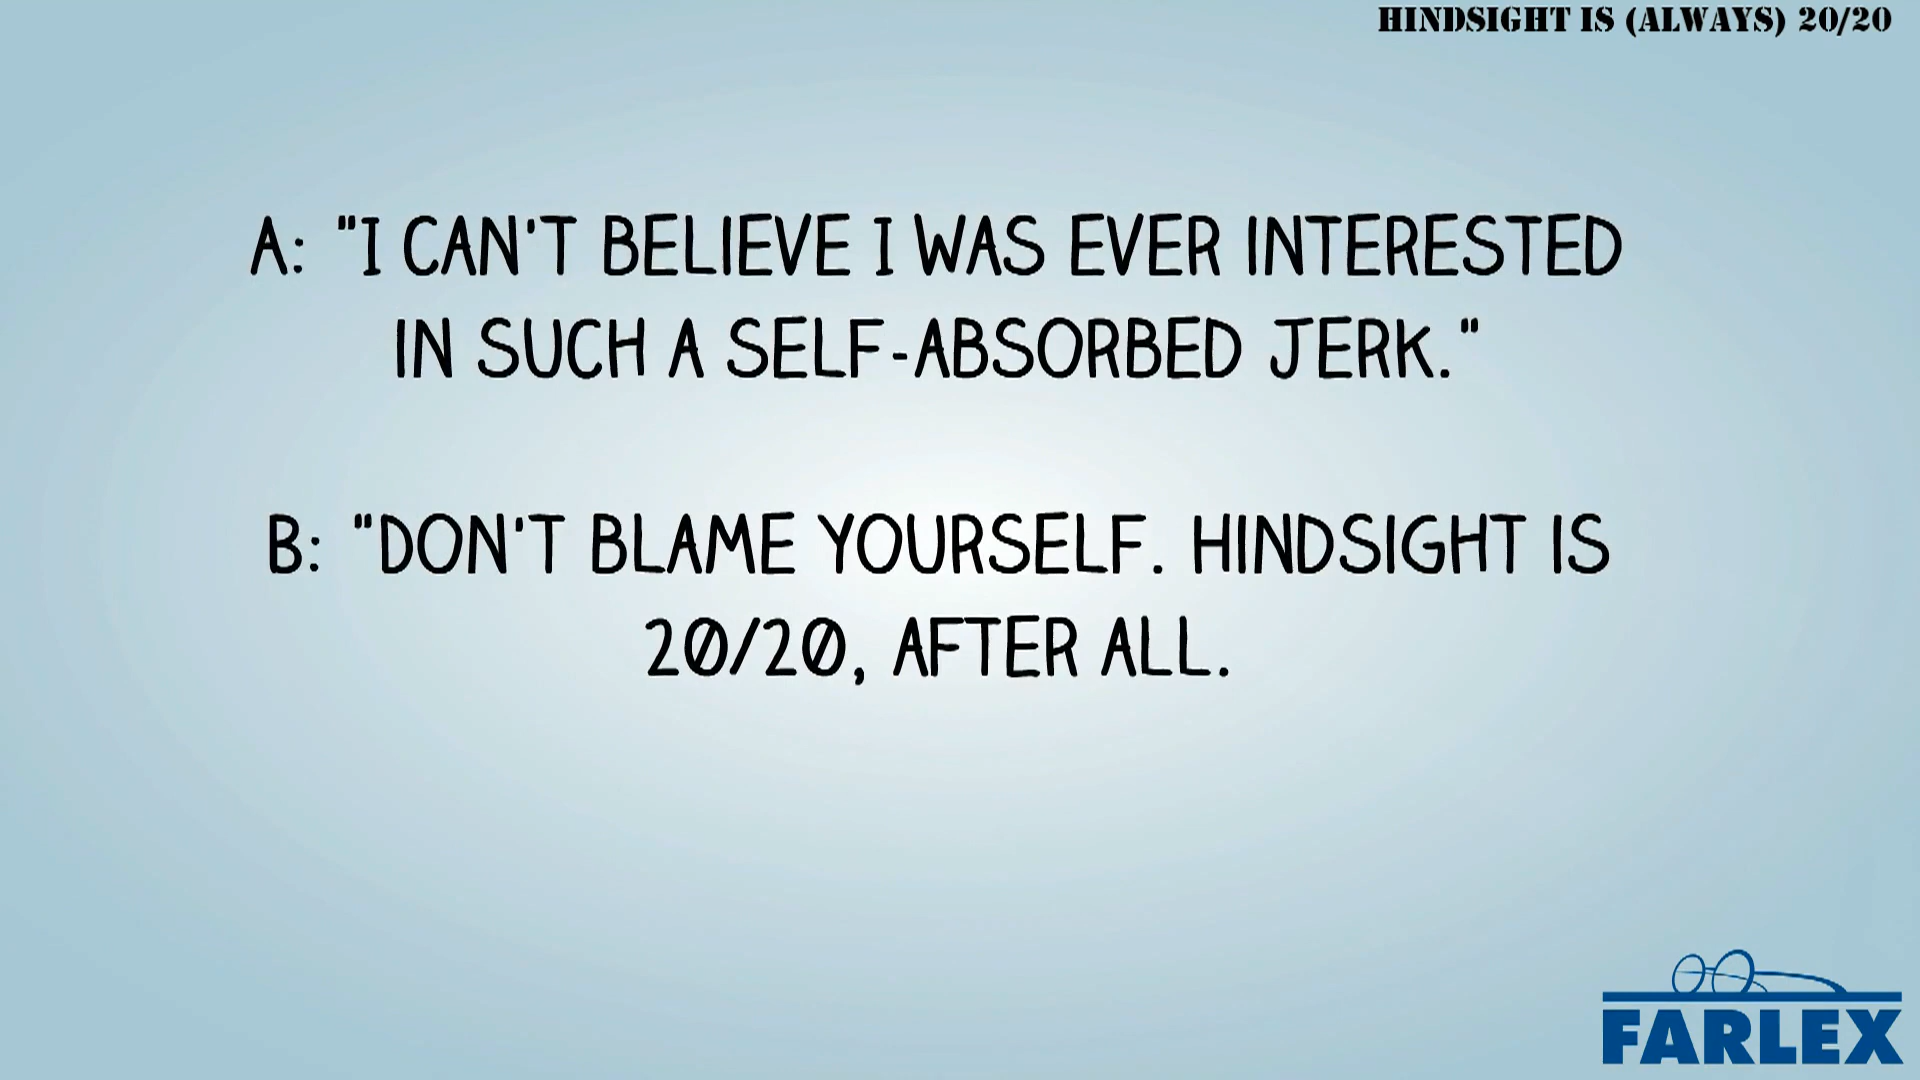 HINDSIGHT IS (ALWAYS) 20/20
A: "I CAN'T BELIEVE I WAS EVER INTERESTED
IN SUCH A SELF-ABSORBED JERK."
B: "DON'T BLAME YOURSELF. HINDSIGHT IS
20/20, AFTER ALL.
FARLEX